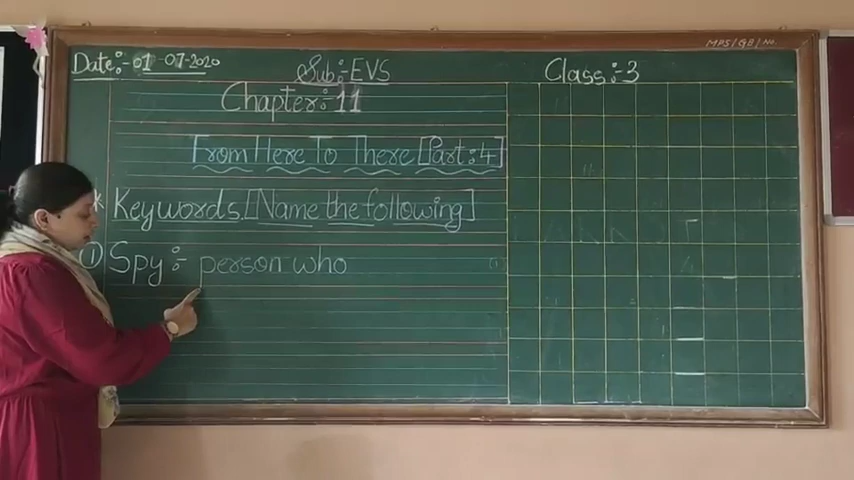 MPS/GB/No.
Date:-01-07-2020 Sub:-EVS Class:-3
Chapter:-11
From Here To There [Part:-4]
* Keywords.[Name the following]
① Spy:- person who